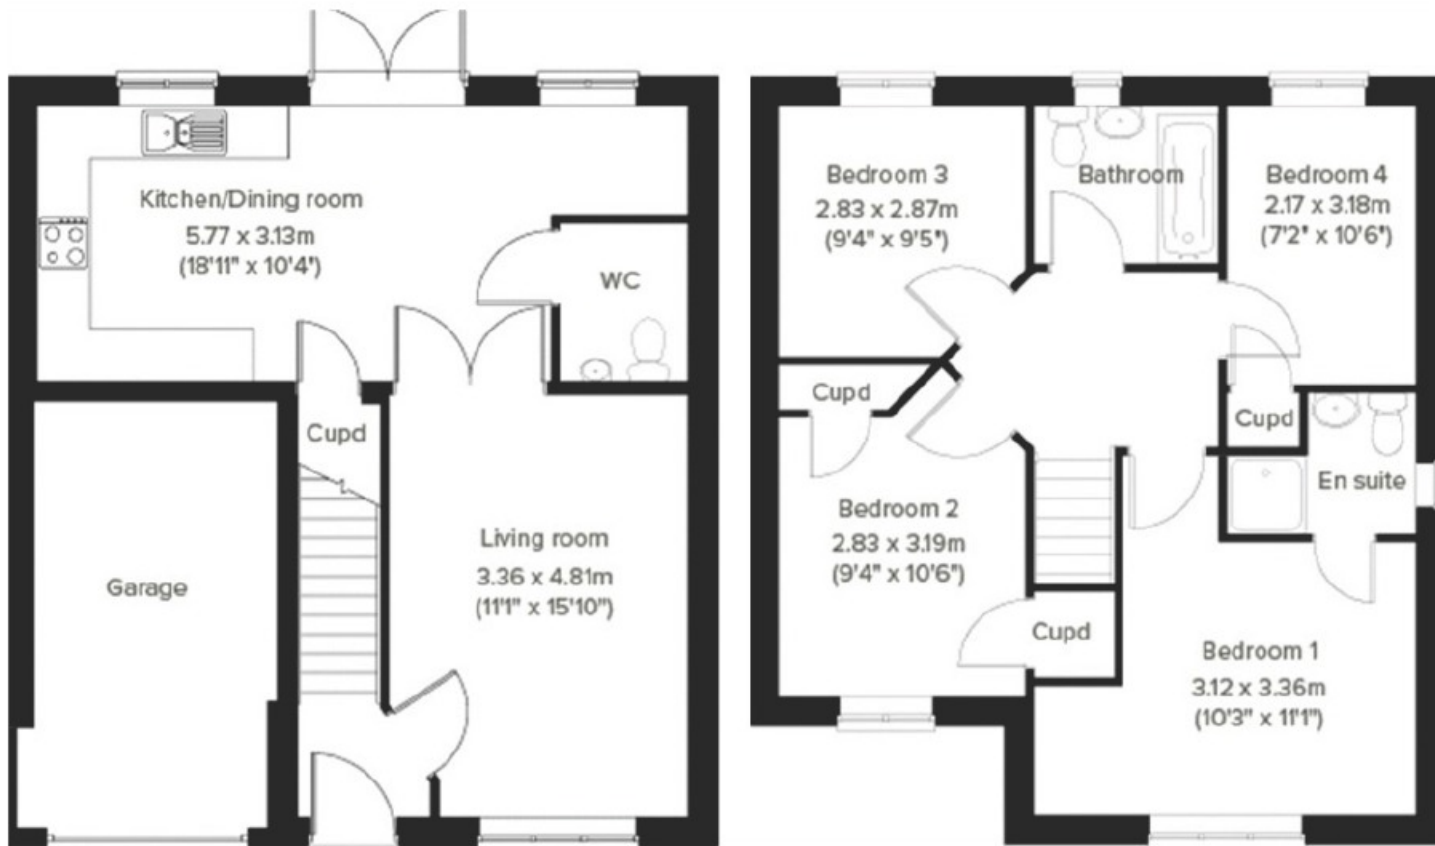 Kitchen/Dining room
5.77 x 3.13m
(18'11" x 10'4')
WC
Cupd
Garage
Living room
3.36 x 4.81m
(11'1" x 15'10")
Bedroom 3
2.83 x 2.87m
(9'4" x 9'5")
Bathroom
Bedroom 4
2.17 x 3.18m
(7'2" x 10'6")
Cupd
Cupd
En suite
Bedroom 2
2.83 x 3.19m
(9'4" x 10'6")
Cupd
Bedroom 1
3.12 x 3.36m
(10'3" x 11'1")